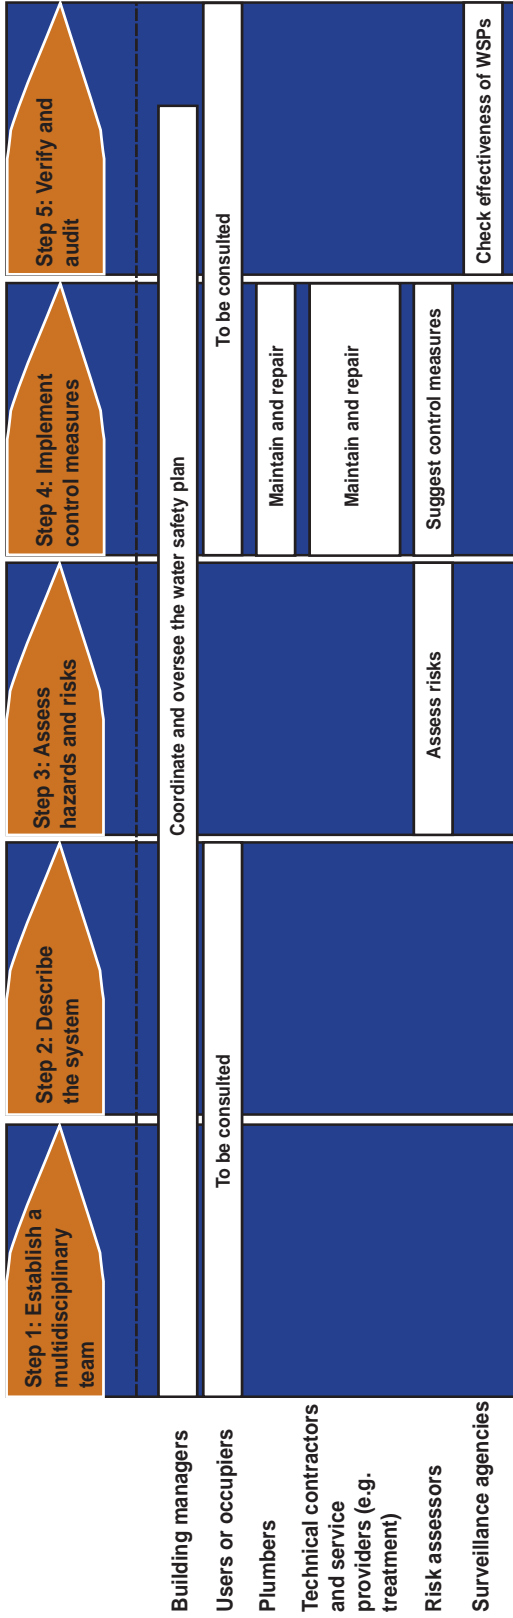 Step 1: Establish a
multidisciplinary
team
Step 2: Describe
the system
Step 3: Assess
hazards and risks
Step 4: Implement
control measures
Step 5: Verify and
audit
Building managers
Coordinate and oversee the water safety plan
Users or occupiers
To be consulted
To be consulted
Plumbers
Maintain and repair
Technical contractors
and service
providers (e.g.
treatment)
Maintain and repair
Risk assessors
Assess risks
Suggest control measures
Surveillance agencies
Check effectiveness of WSPs